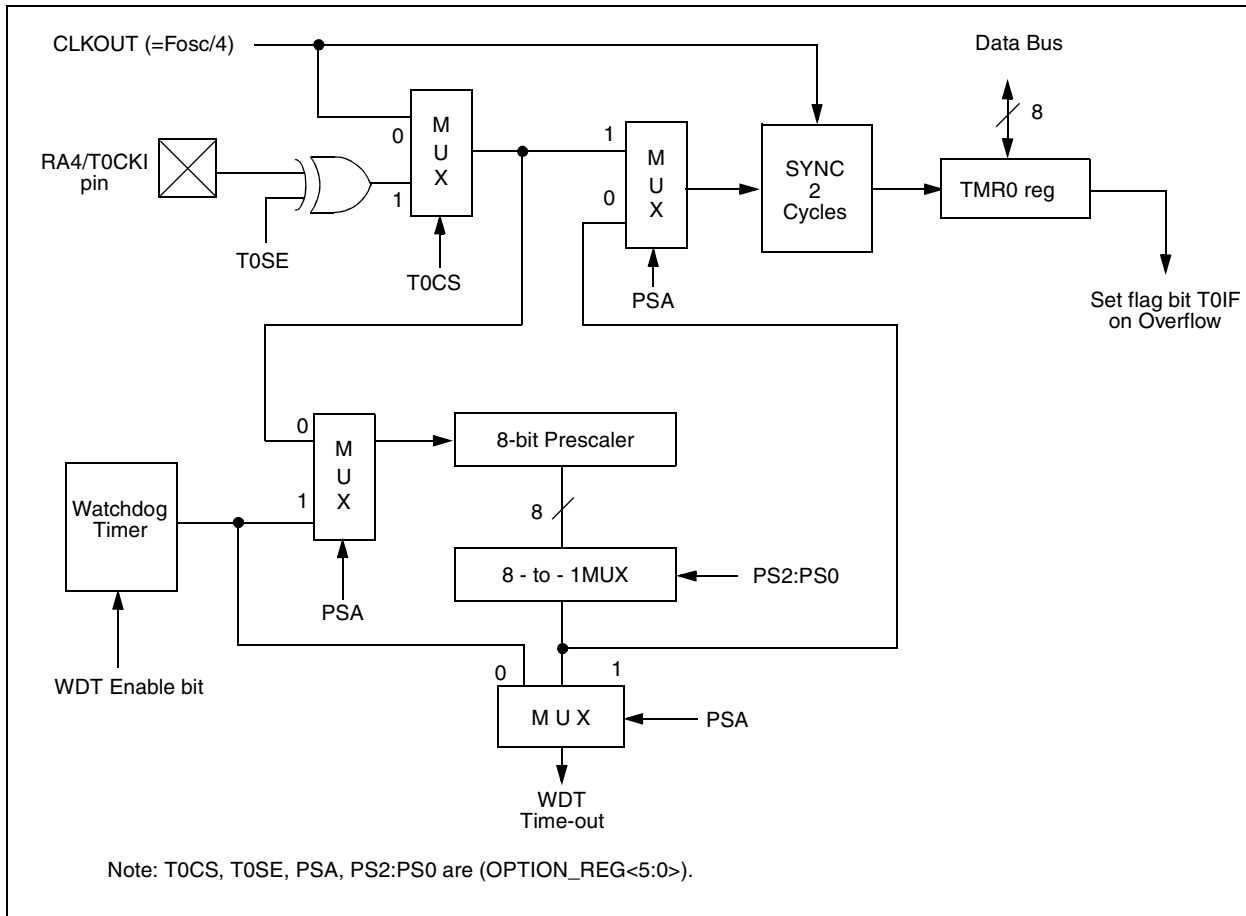 CLKOUT (=Fosc/4)
Data Bus
8
RA4/T0CKI
pin
T0SE
0
1
M
U
X
T0CS
1
0
M
U
X
PSA
SYNC
2
Cycles
TMR0 reg
Set flag bit T0IF
on Overflow
0
1
M
U
X
PSA
8-bit Prescaler
8
8 - to - 1MUX
PS2:PS0
Watchdog
Timer
WDT Enable bit
0
1
M U X
PSA
WDT
Time-out
Note: T0CS, T0SE, PSA, PS2:PS0 are (OPTION_REG<5:0>).